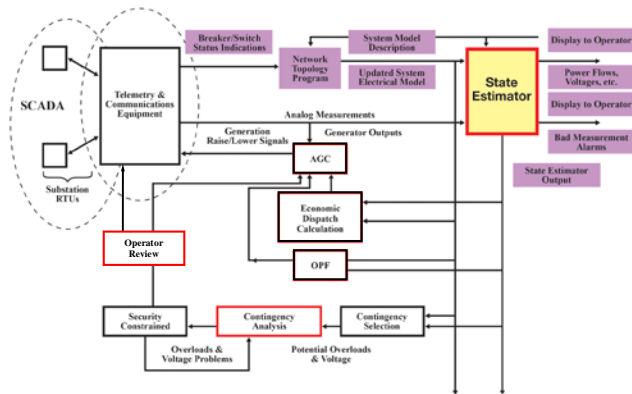 Breaker/Switch
Status Indications
System Model
Description
Display to Operator
SCADA
Telemetry &
Communications
Equipment
Network
Topology
Program
Updated System
Electrical Model
State
Estimator
Power Flows,
Voltages, etc.
Display to Operator
Analog Measurements
Generation
Raise/Lower Signals
Generator Outputs
Bad Measurement
Alarms
AGC
State Estimator
Output
Substation
RTUs
Economic
Dispatch
Calculation
Operator
Review
OPF
Security
Constrained
Contingency
Analysis
Contingency
Selection
Overloads &
Voltage Problems
Potential Overloads
& Voltage